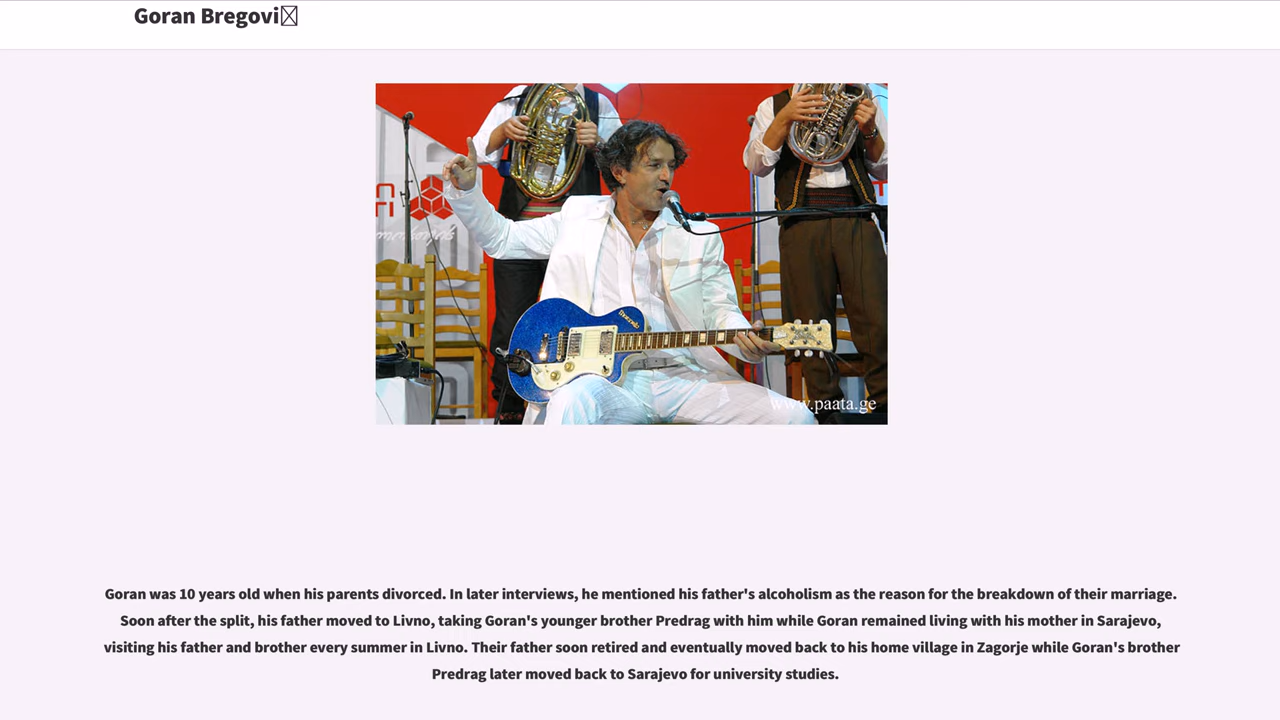 Goran Bregovi
www.paata.ge
Goran was 10 years old when his parents divorced. In later interviews, he mentioned his father's alcoholism as the reason for the breakdown of their marriage.
Soon after the split, his father moved to Livno, taking Goran's younger brother Predrag with him while Goran remained living with his mother in Sarajevo,
visiting his father and brother every summer in Livno. Their father soon retired and eventually moved back to his home village in Zagorje while Goran's brother
Predrag later moved back to Sarajevo for university studies.